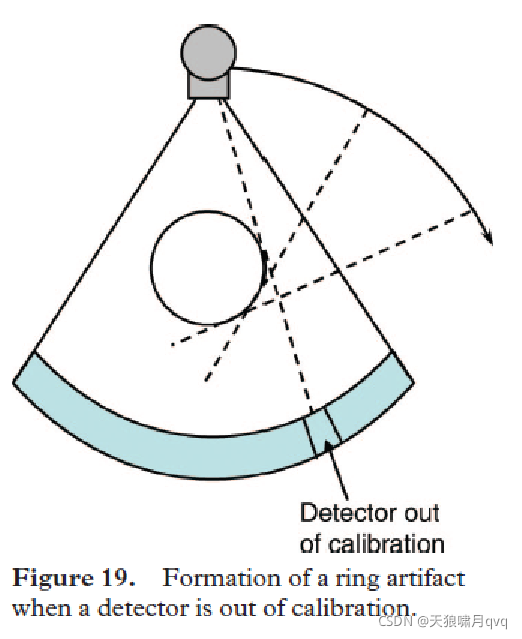 Detector out
of calibration
Figure 19. Formation of a ring artifact
when a detector is out of calibration.
CSDN @天狼啸月qvq